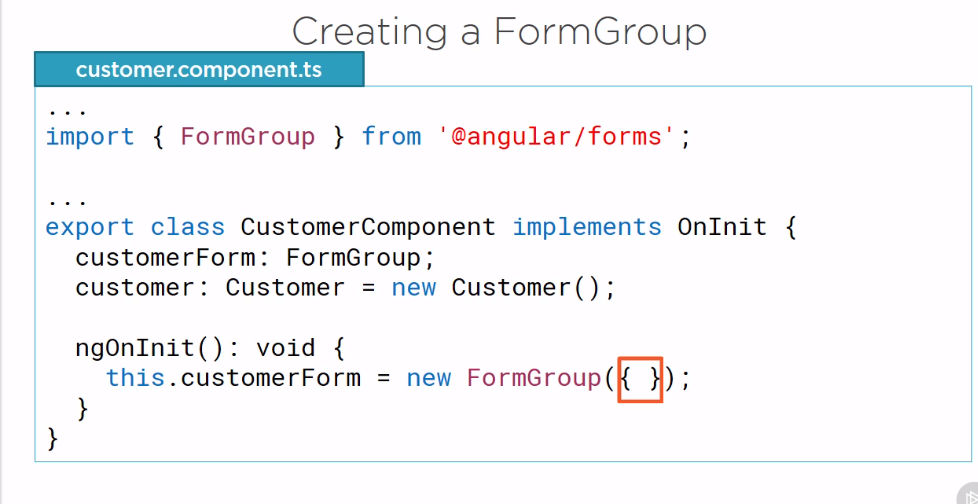 Creating a FormGroup
customer.component.ts
...
import { FormGroup } from '@angular/forms';
...
export class CustomerComponent implements OnInit {
customerForm: FormGroup;
customer: Customer = new Customer();
ngOnInit(): void {
this.customerForm = new FormGroup({ });
}
}